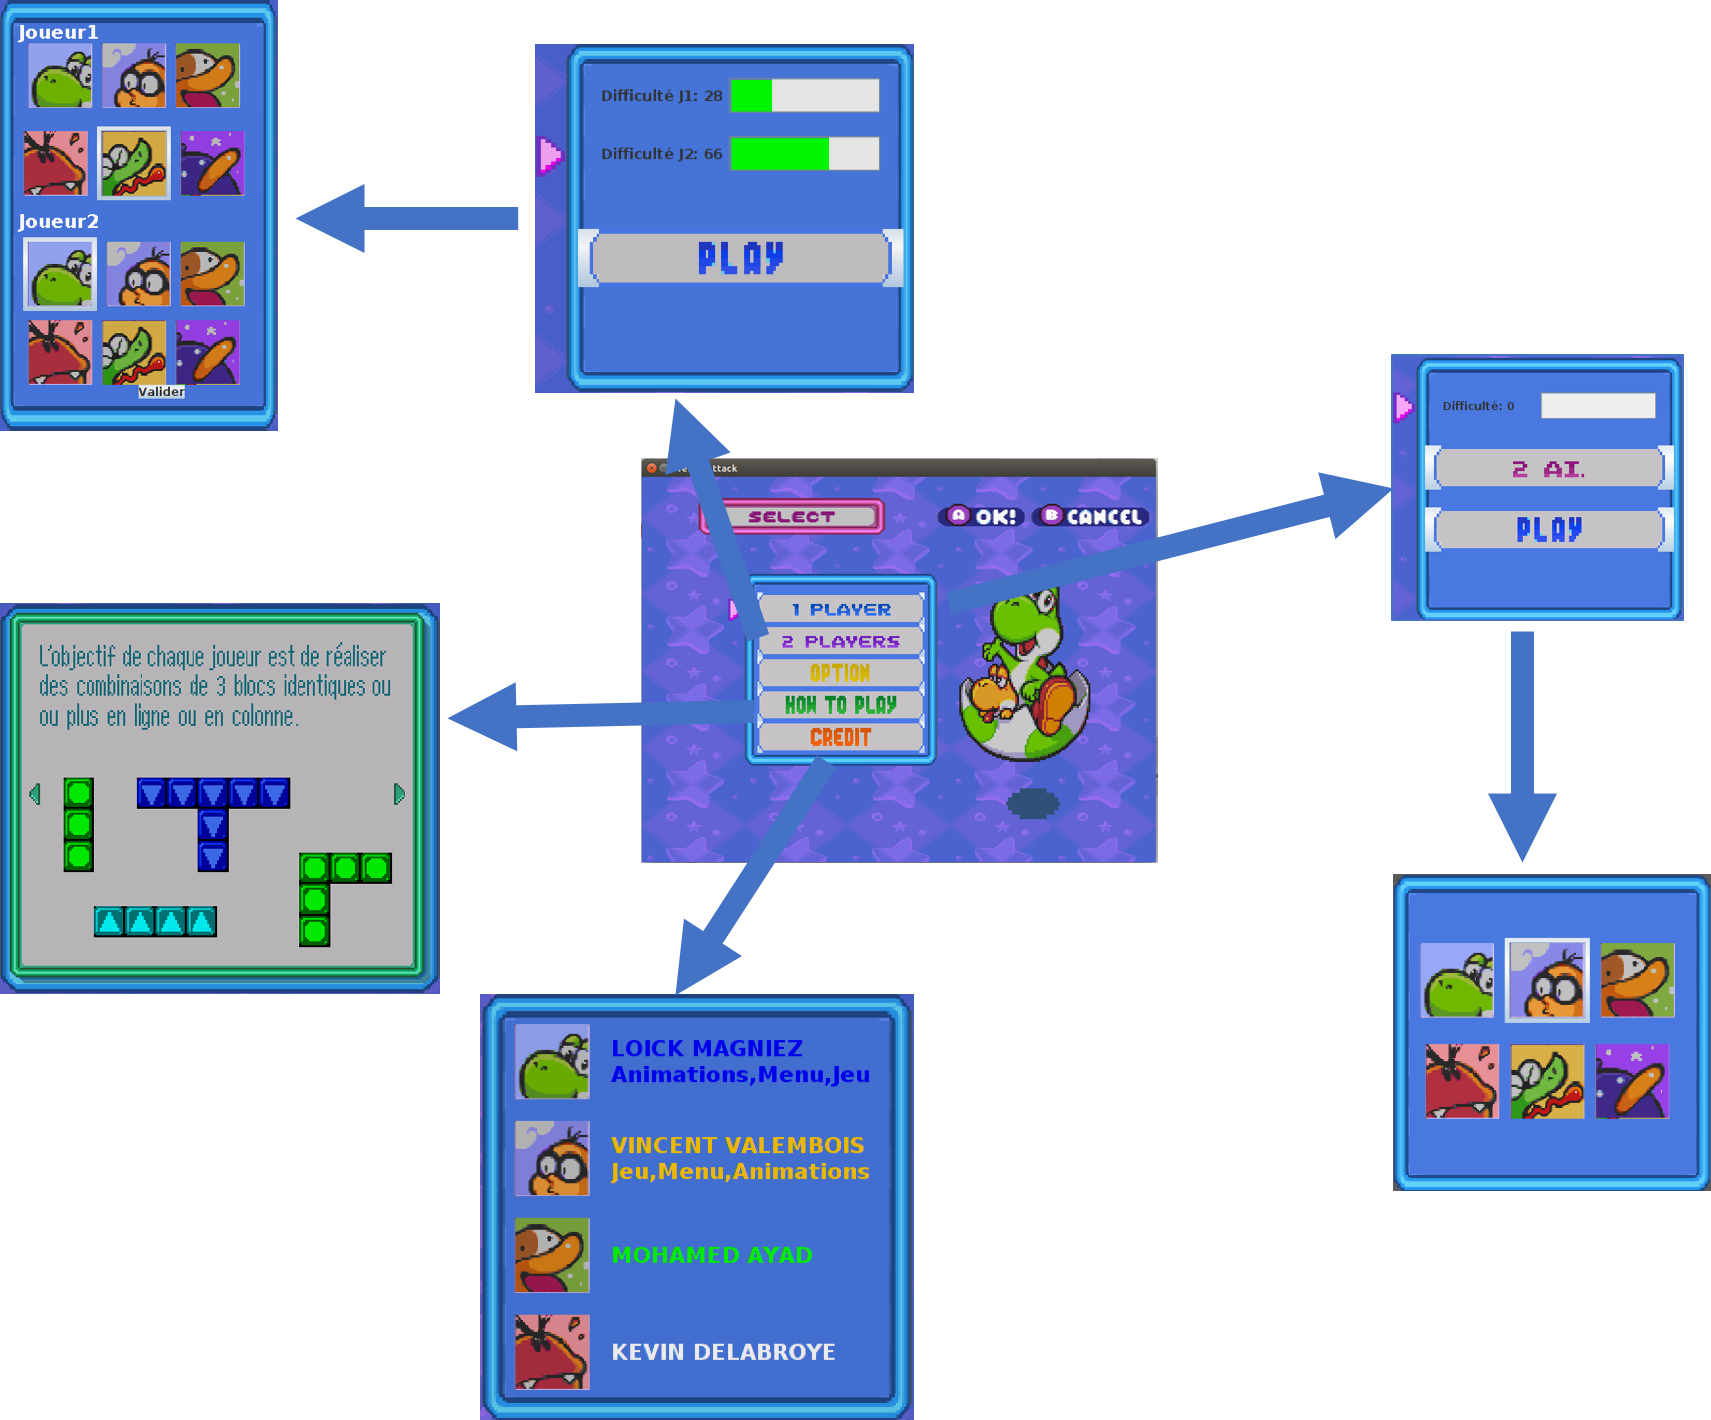 Joueur1
Joueur2
Valider
Difficulté J1: 28
Difficulté J2: 66
PLAY
Difficulté: 0
2 AI.
PLAY
ttack
SELECT
A OK!
B CANCEL
1 PLAYER
2 PLAYERS
OPTION
HOW TO PLAY
CREDIT
L'objectif de chaque joueur est de réaliser
des combinaisons de 3 blocs identiques ou
ou plus en ligne ou en colonne.
LOICK MAGNIEZ
Animations,Menu,Jeu
VINCENT VALEMBOIS
Jeu,Menu,Animations
MOHAMED AYAD
KEVIN DELABROYE